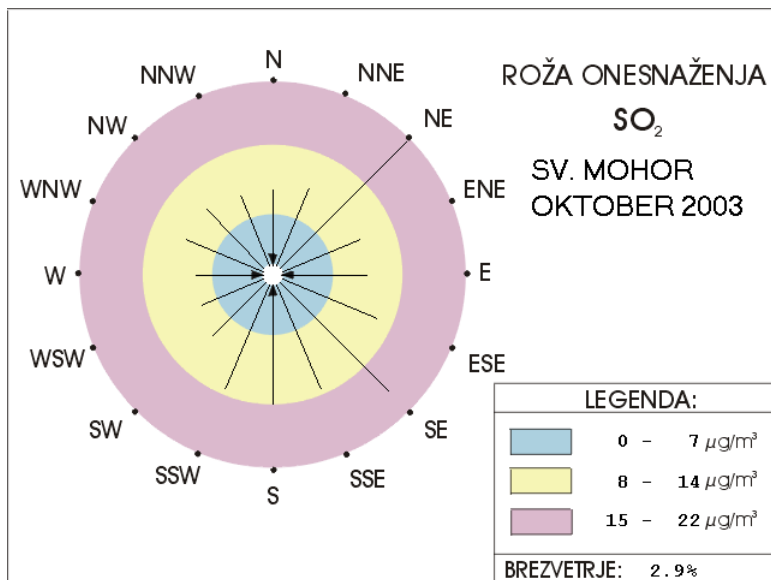 N
NNE
NE
ENE
E
ESE
SE
SSE
S
SSW
SW
WSW
W
WNW
NW
NNW
ROŽA ONESNAŽENJA
SO₂
SV. MOHOR
OKTOBER 2003
LEGENDA:
0 - 7 µg/m³
8 - 14 µg/m³
15 - 22 µg/m³
BREZVETRJE: 2.9%